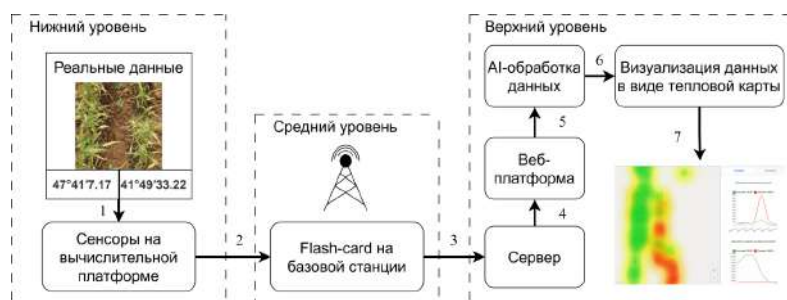 Нижний уровень
Реальные данные
47°41'7.17 41°49'33.22
1
Сенсоры на
вычислительной
платформе
2
Средний уровень
Flash-card на
базовой станции
3
Верхний уровень
Сервер
4
Веб-
платформа
5
AI-обработка
данных
6
Визуализация данных
в виде тепловой карты
7